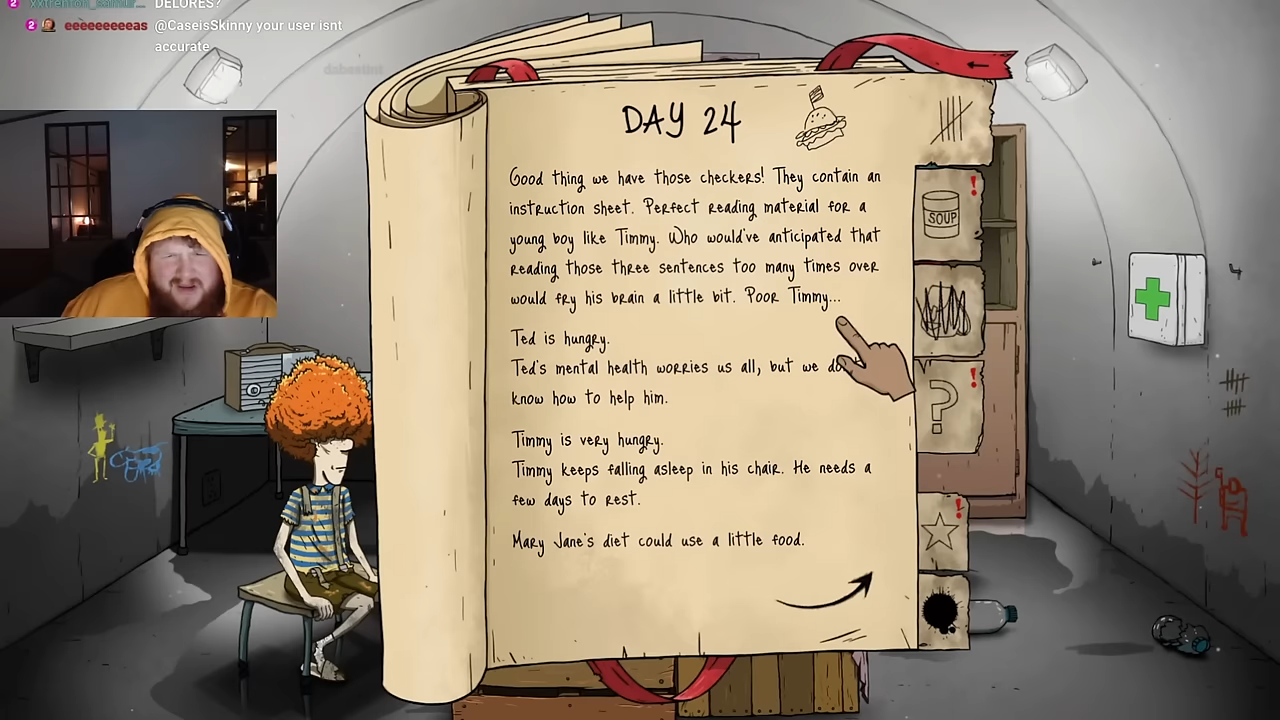 DELORES?
eeeeeeeeeas @CaseisSkinny your user isnt
accurate
DAY 24
Good thing we have those checkers! They contain an
instruction sheet. Perfect reading material for a
young boy like Timmy. Who would've anticipated that
reading those three sentences too many times over
would fry his brain a little bit. Poor Timmy...
Ted is hungry.
Ted's mental health worries us all, but we
know how to help him.
Timmy is very hungry.
Timmy keeps falling asleep in his chair. He needs a
few days to rest.
Mary Jane's diet could use a little food.
SOUP